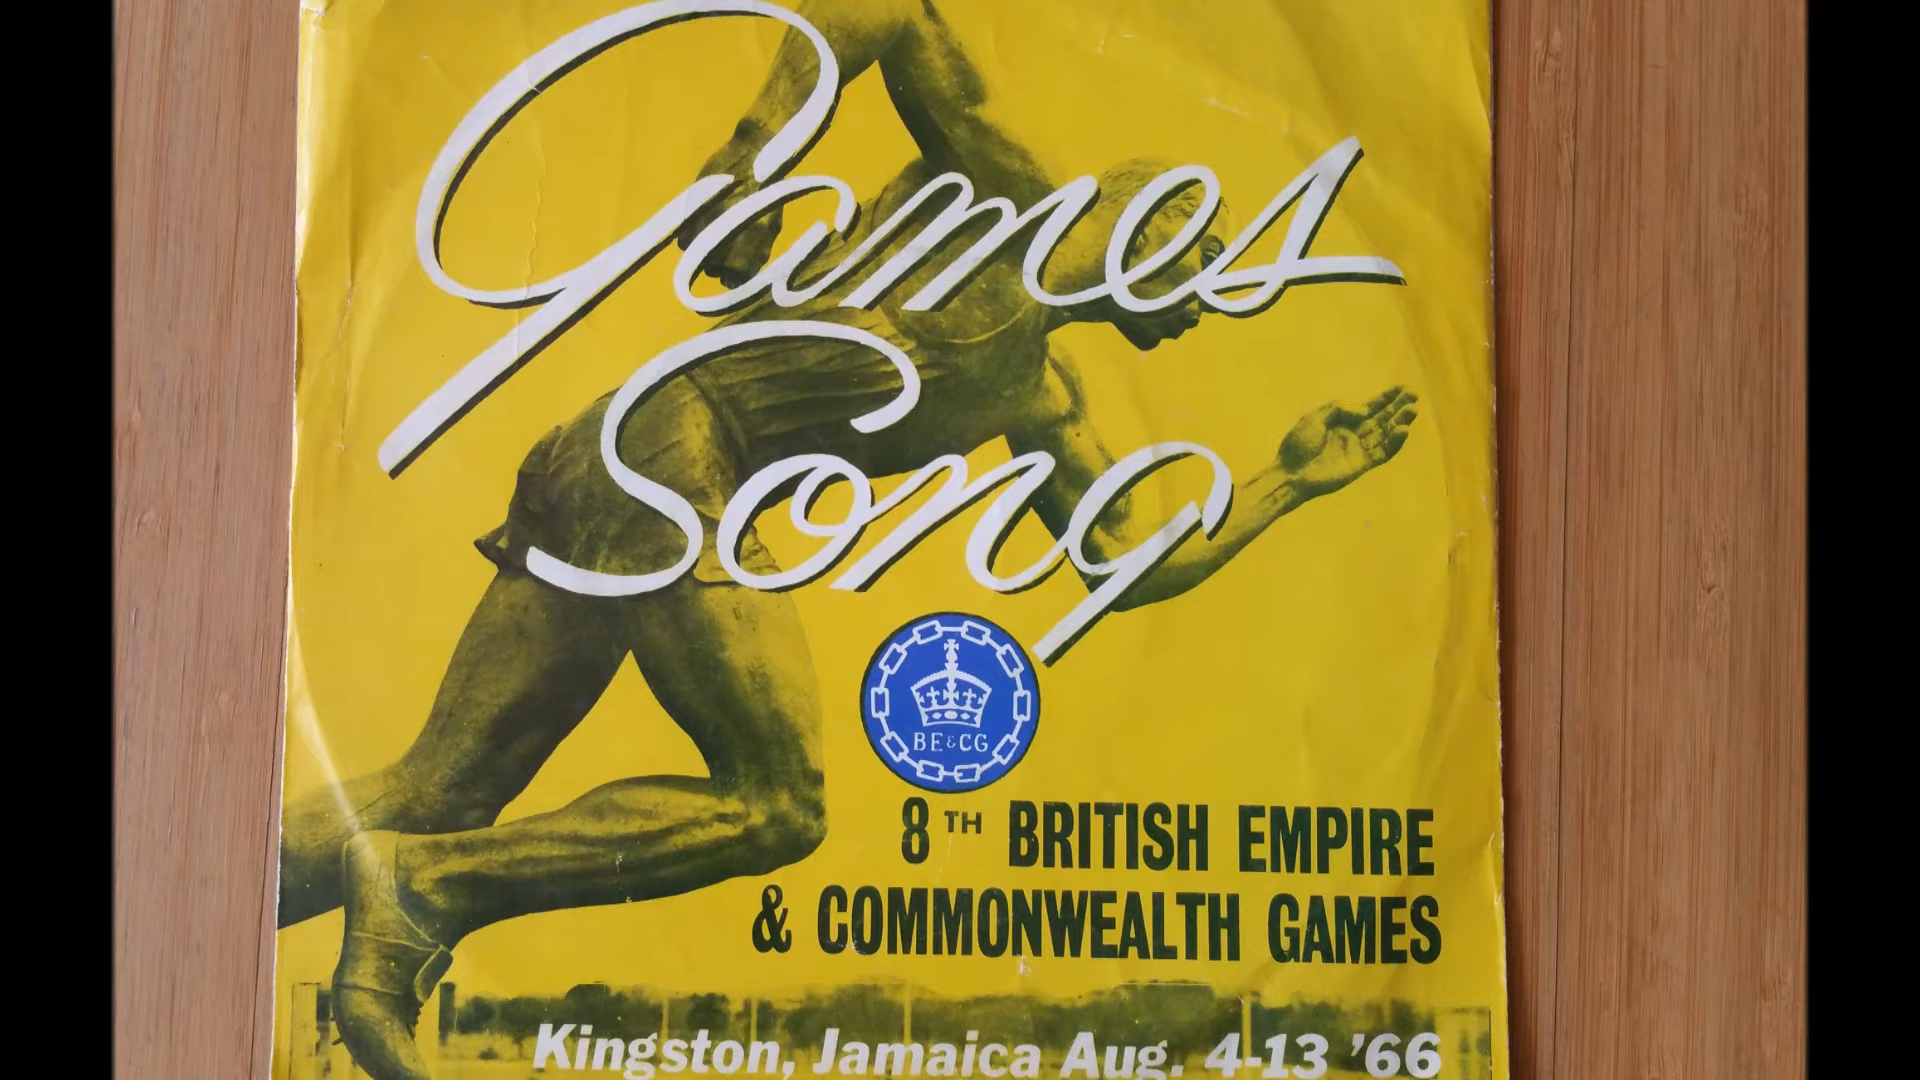 Games
Song
BE&CG
8TH BRITISH EMPIRE
& COMMONWEALTH GAMES
Kingston, Jamaica Aug. 4-13 '66